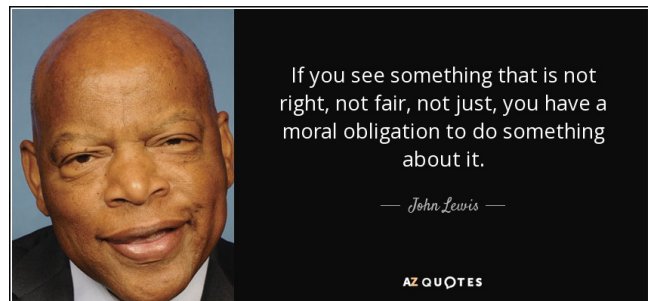 If you see something that is not
right, not fair, not just, you have a
moral obligation to do something
about it.
John Lewis
AZ QUOTES